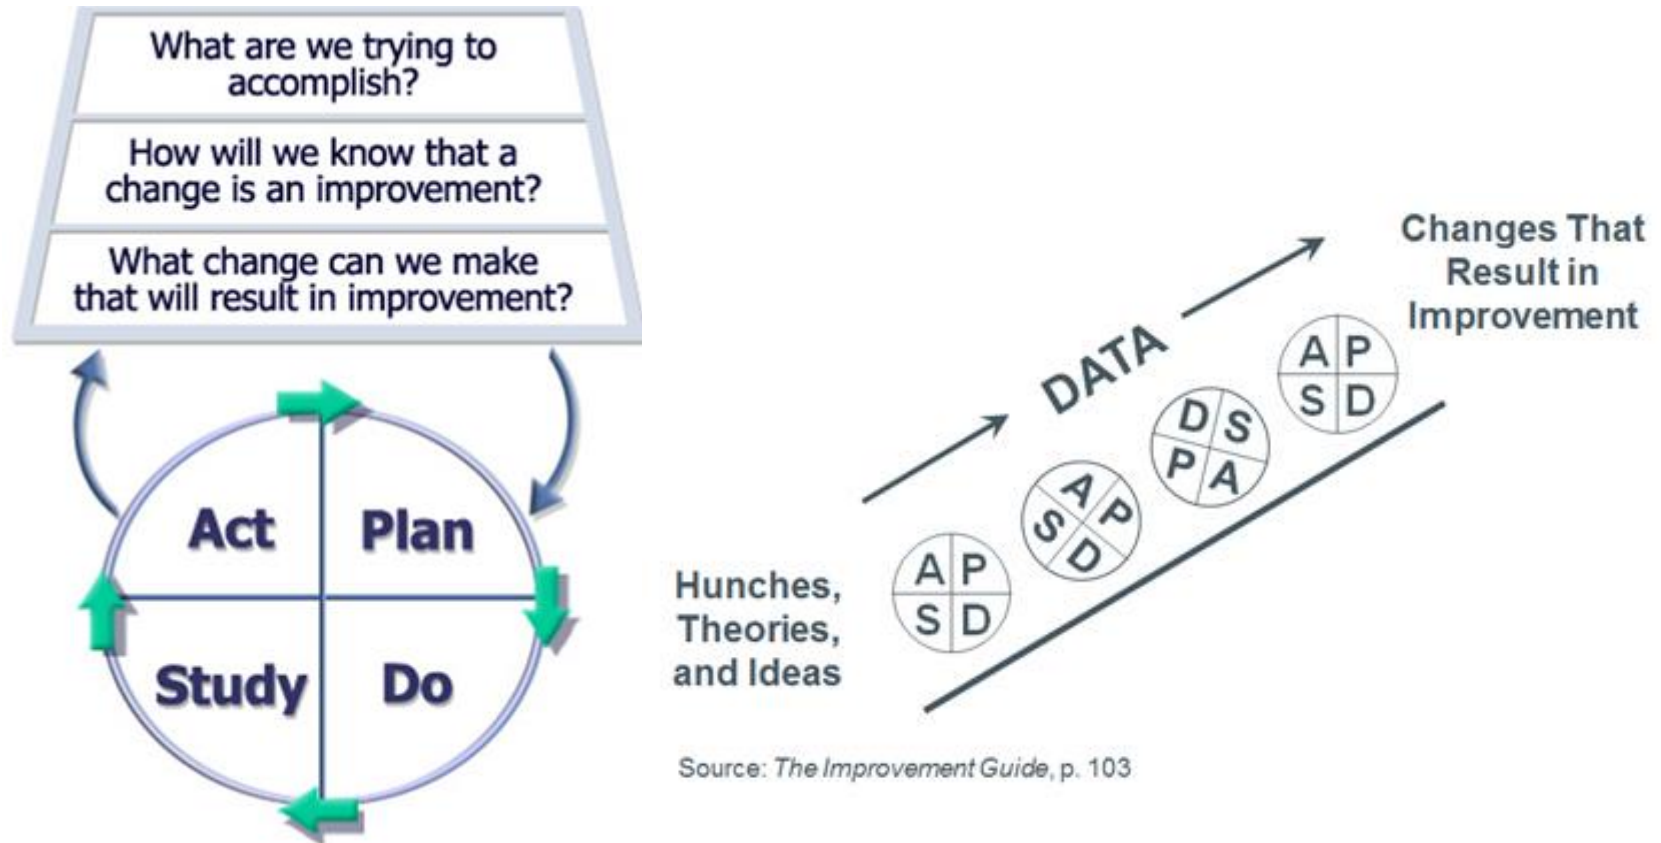 What are we trying to
accomplish?
How will we know that a
change is an improvement?
What change can we make
that will result in improvement?
Act
Plan
Study
Do
Changes That
Result in
Improvement
DATA
A P
S D
D S
P A
A P
S D
A P
S D
Hunches,
Theories,
and Ideas
Source: The Improvement Guide, p. 103